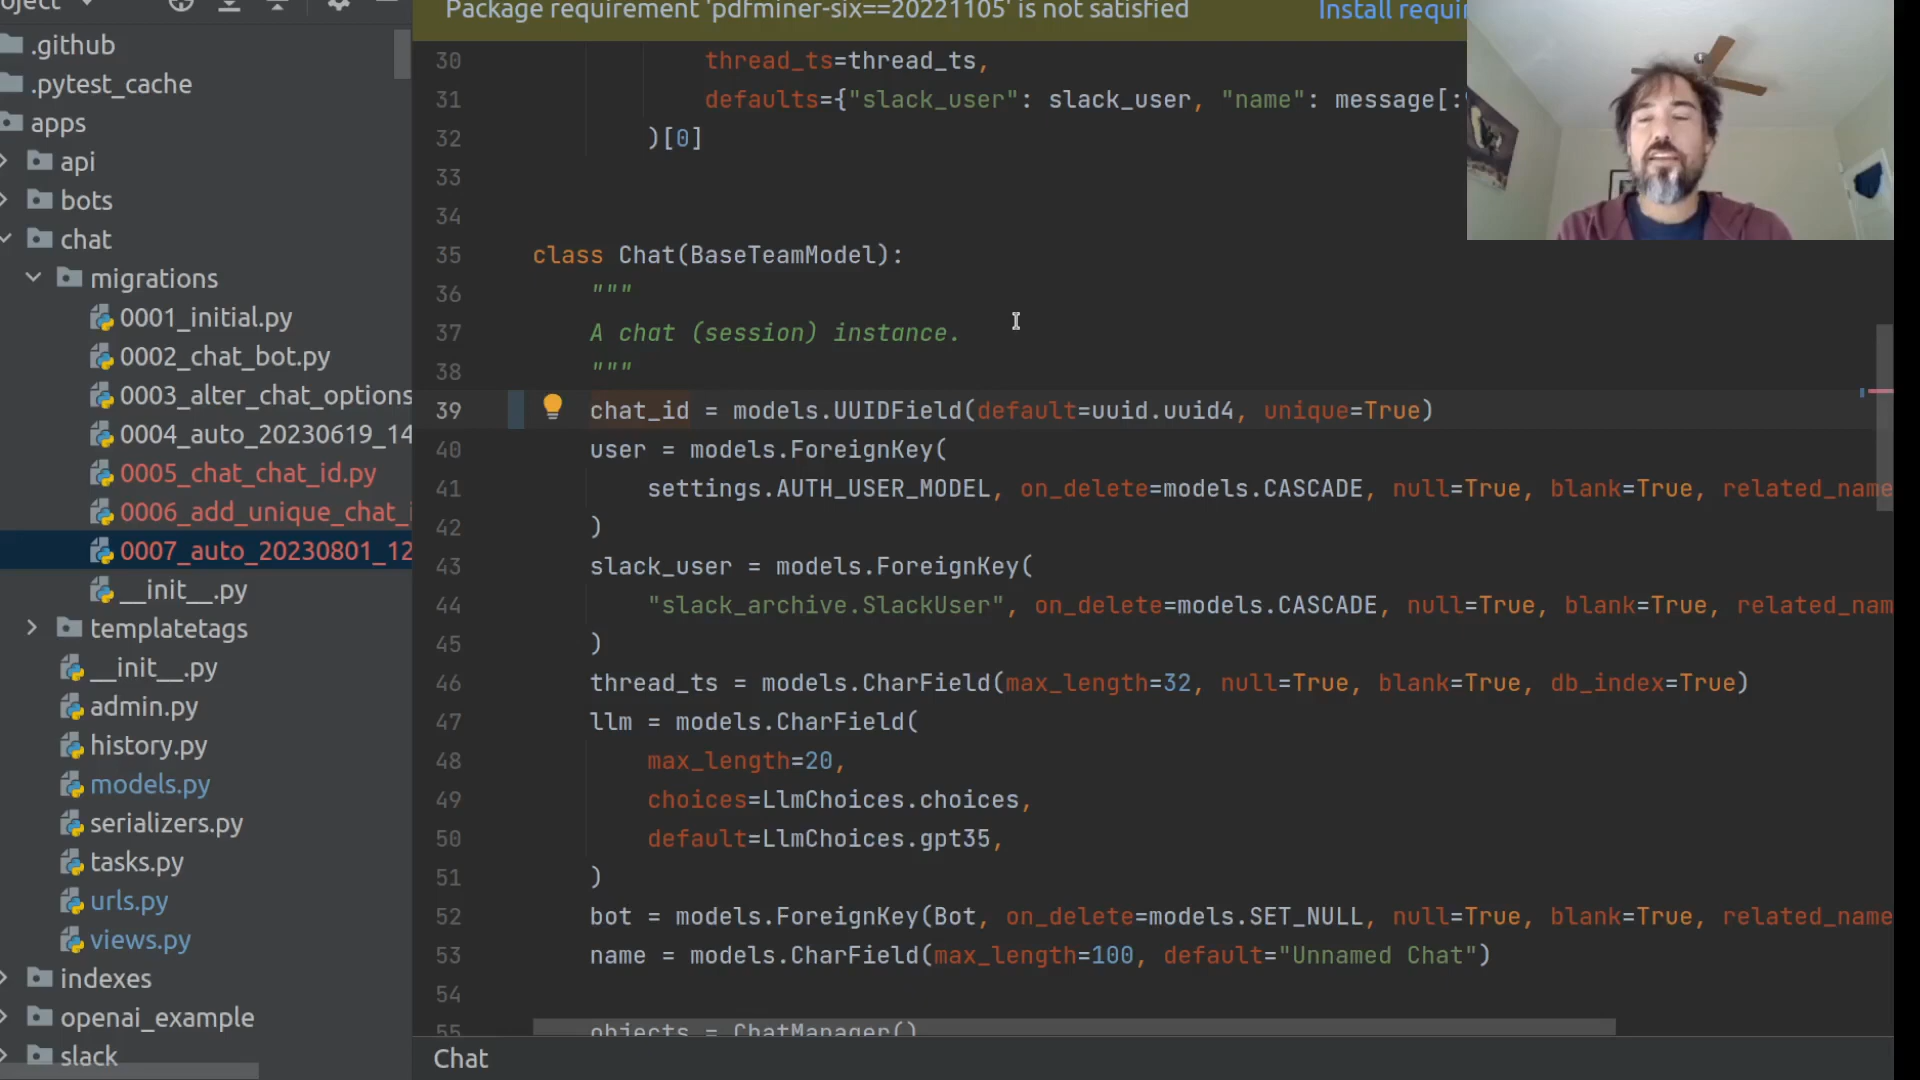 Package requirement 'pdfminer-six==20221105' is not satisfied
Install requir
.github
.pytest_cache
apps
api
bots
chat
migrations
0001_initial.py
0002_chat_bot.py
0003_alter_chat_options
0004_auto_20230619_14
0005_chat_chat_id.py
0006_add_unique_chat_i
0007_auto_20230801_12
__init__.py
templatetags
__init__.py
admin.py
history.py
models.py
serializers.py
tasks.py
urls.py
views.py
indexes
openai_example
slack
30 thread_ts=thread_ts,
31 defaults={"slack_user": slack_user, "name": message[:
32 )[0]
33
34
35 class Chat(BaseTeamModel):
36 """
37 A chat (session) instance.
38 """
39 chat_id = models.UUIDField(default=uuid.uuid4, unique=True)
40 user = models.ForeignKey(
41 settings.AUTH_USER_MODEL, on_delete=models.CASCADE, null=True, blank=True, related_name
42 )
43 slack_user = models.ForeignKey(
44 "slack_archive.SlackUser", on_delete=models.CASCADE, null=True, blank=True, related_nam
45 )
46 thread_ts = models.CharField(max_length=32, null=True, blank=True, db_index=True)
47 llm = models.CharField(
48 max_length=20,
49 choices=LlmChoices.choices,
50 default=LlmChoices.gpt35,
51 )
52 bot = models.ForeignKey(Bot, on_delete=models.SET_NULL, null=True, blank=True, related_name
53 name = models.CharField(max_length=100, default="Unnamed Chat")
54
55 objects = ChatManager()
Chat